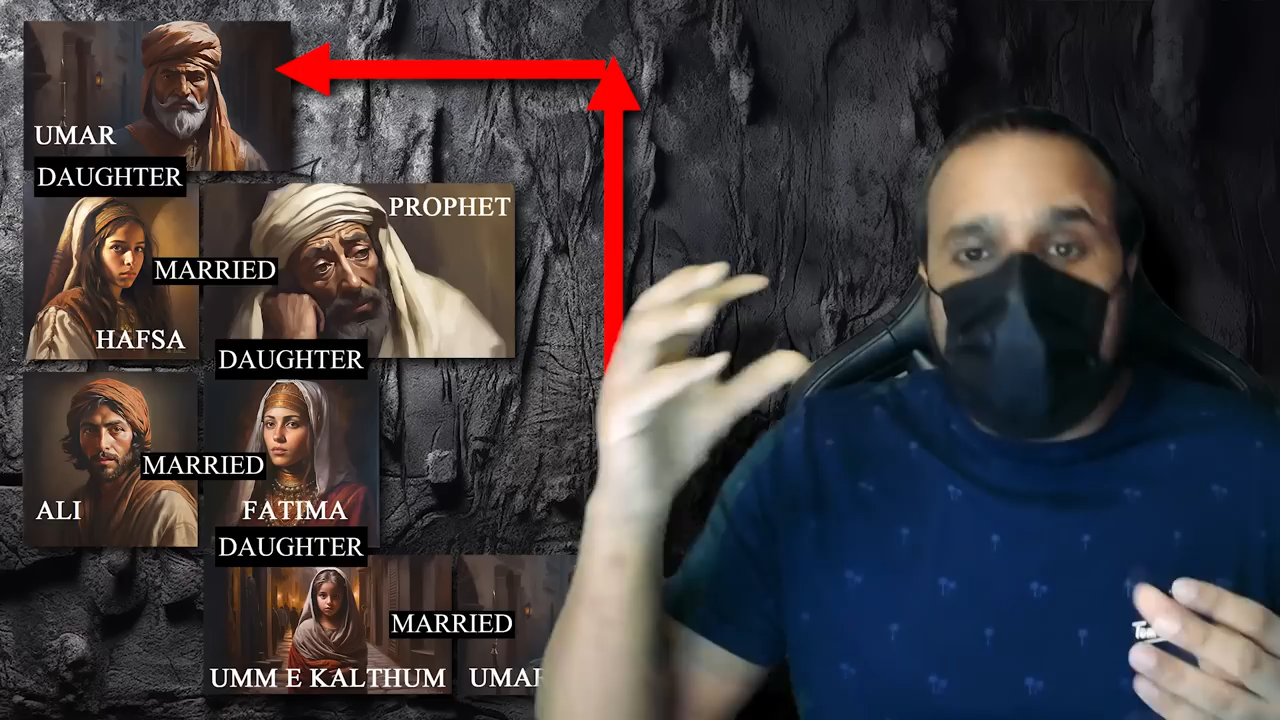 UMAR
DAUGHTER
PROPHET
MARRIED
HAFSA
DAUGHTER
MARRIED
ALI
FATIMA
DAUGHTER
MARRIED
UMM E KALTHUM